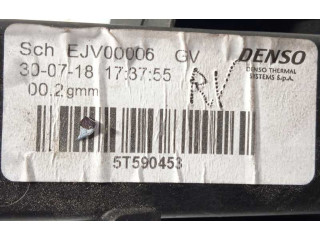 Sch EJV00006 GV DENSO
30-07-18 17:37:55 DENSO THERMAL
SYSTEMS S.p.A.
RV
00.2gmm
5T590453